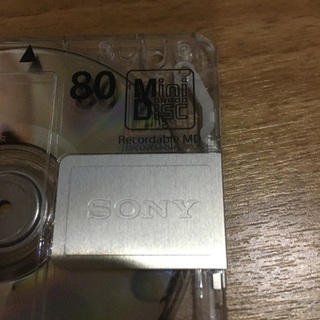 80
Mini
Disc
Recordable MD
SONY